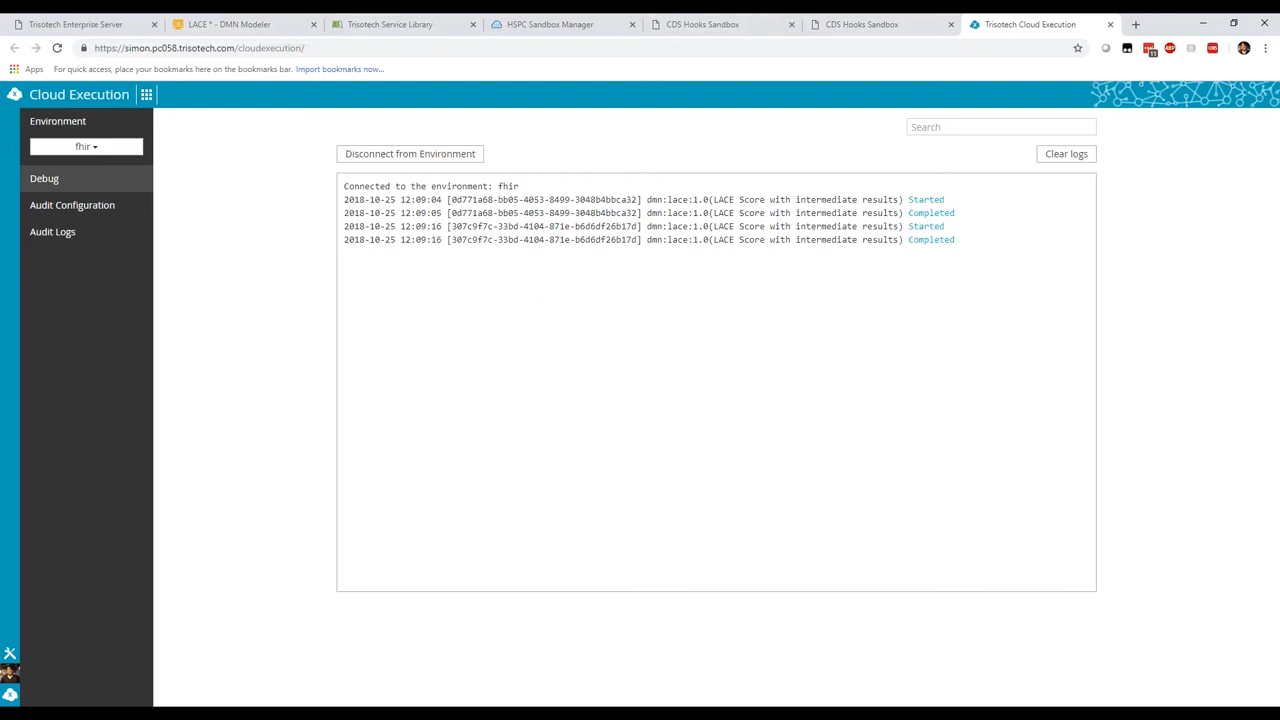 Trisotech Enterprise Server
LACE * - DMN Modeler
Trisotech Service Library
HSPC Sandbox Manager
CDS Hooks Sandbox
CDS Hooks Sandbox
Trisotech Cloud Execution
https://simon.pc058.trisotech.com/cloudexecution/
ABP
11
Apps
For quick access, place your bookmarks here on the bookmarks bar. Import bookmarks now...
Cloud Execution
Environment
fhir
Debug
Audit Configuration
Audit Logs
Search
Disconnect from Environment
Clear logs
Connected to the environment: fhir
2018-10-25 12:09:04 [0d771a68-bb05-4053-8499-3048b4bbca32] dmn:lace:1.0(LACE Score with intermediate results) Started
2018-10-25 12:09:05 [0d771a68-bb05-4053-8499-3048b4bbca32] dmn:lace:1.0(LACE Score with intermediate results) Completed
2018-10-25 12:09:16 [307c9f7c-33bd-4104-871e-b6d6df26b17d] dmn:lace:1.0(LACE Score with intermediate results) Started
2018-10-25 12:09:16 [307c9f7c-33bd-4104-871e-b6d6df26b17d] dmn:lace:1.0(LACE Score with intermediate results) Completed